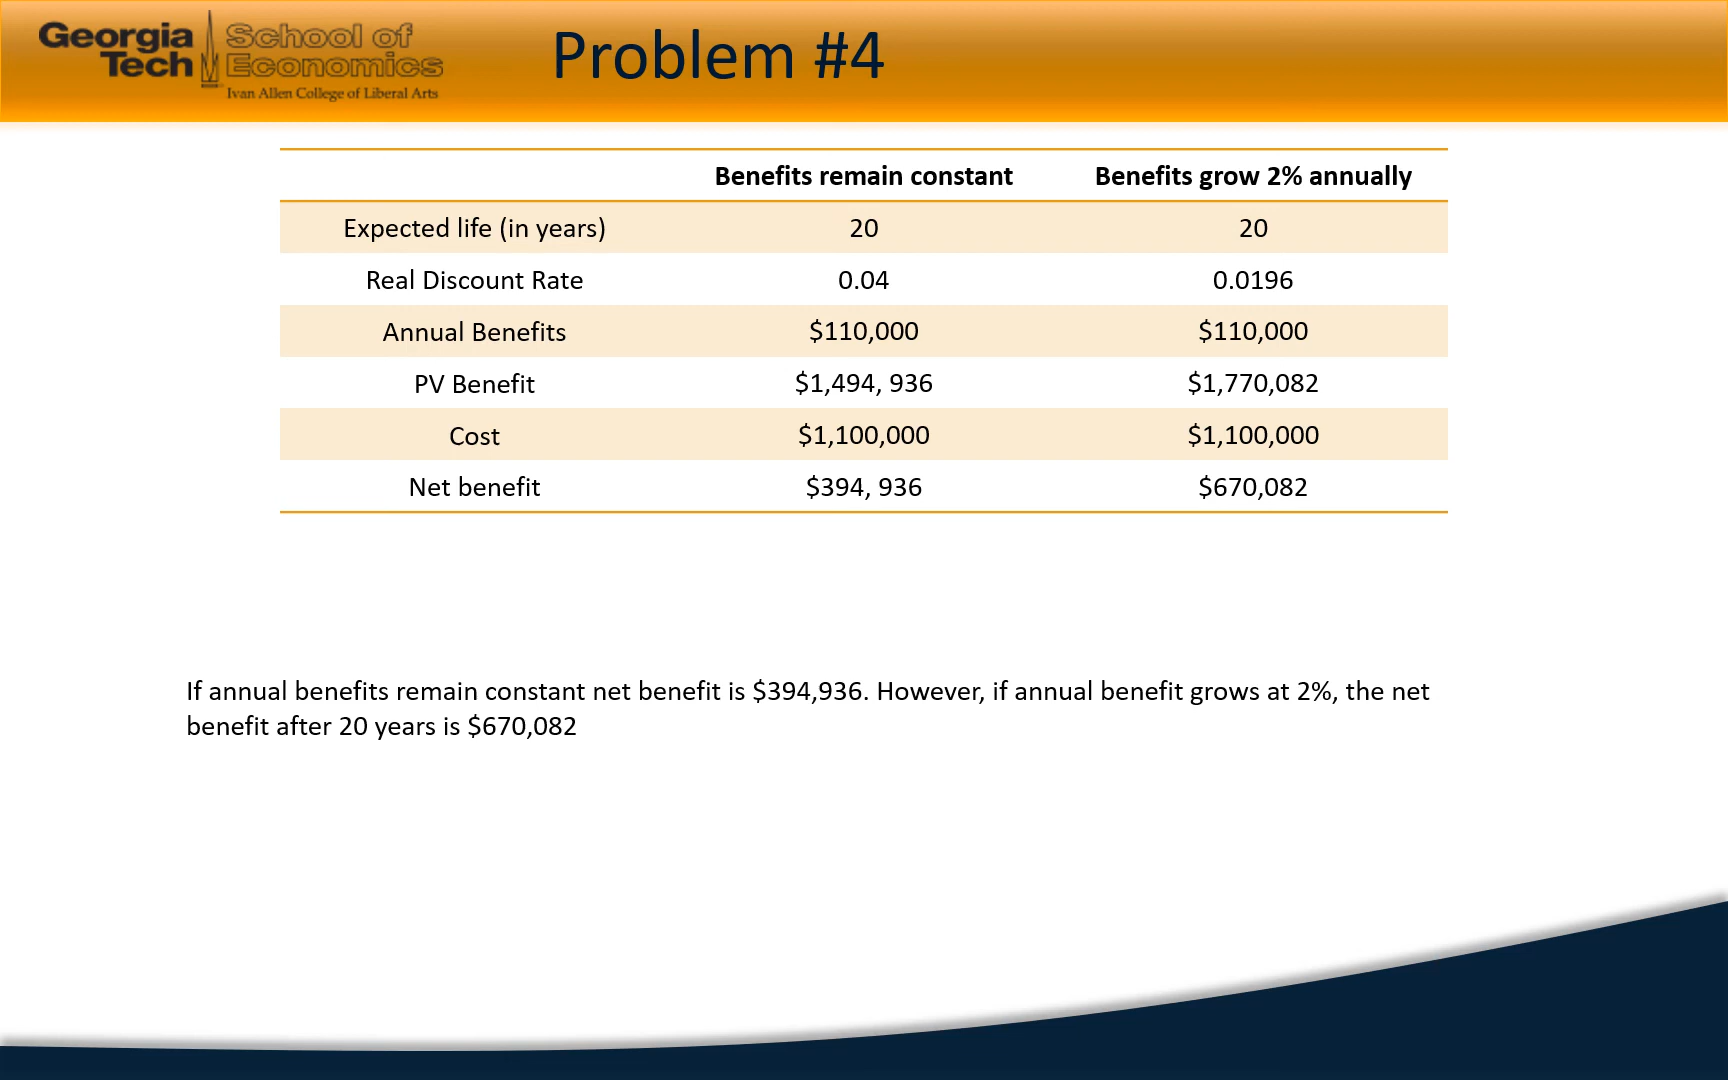 Georgia Tech School of Economics
Ivan Allen College of Liberal Arts
Problem #4
Benefits remain constant Benefits grow 2% annually
Expected life (in years) 20 20
Real Discount Rate 0.04 0.0196
Annual Benefits $110,000 $110,000
PV Benefit $1,494, 936 $1,770,082
Cost $1,100,000 $1,100,000
Net benefit $394, 936 $670,082
If annual benefits remain constant net benefit is $394,936. However, if annual benefit grows at 2%, the net
benefit after 20 years is $670,082